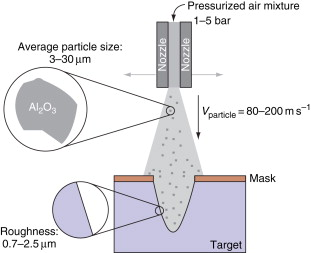 Pressurized air mixture
1–5 bar
Average particle size:
3–30 μm
Nozzle
Nozzle
Al₂O₃
Vparticle = 80–200 m s⁻¹
Mask
Roughness:
0.7–2.5 μm
Target